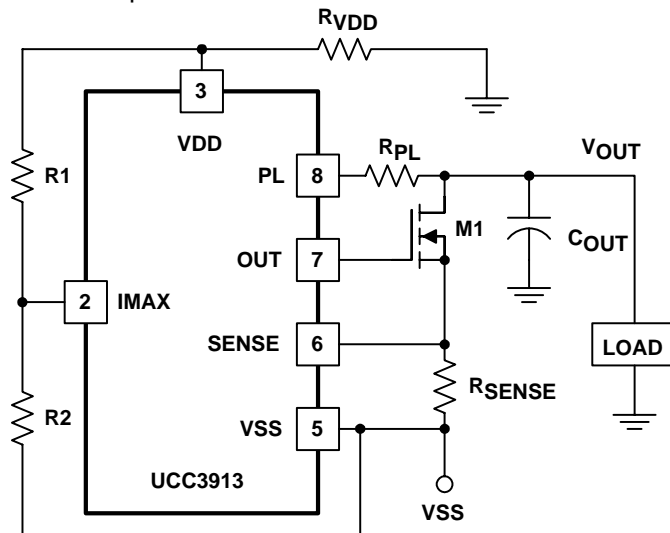 RVDD
3
VDD
R1
PL
8
RPL
VOUT
M1
COUT
OUT
7
2
IMAX
SENSE
6
LOAD
RSENSE
R2
VSS
5
UCC3913
VSS